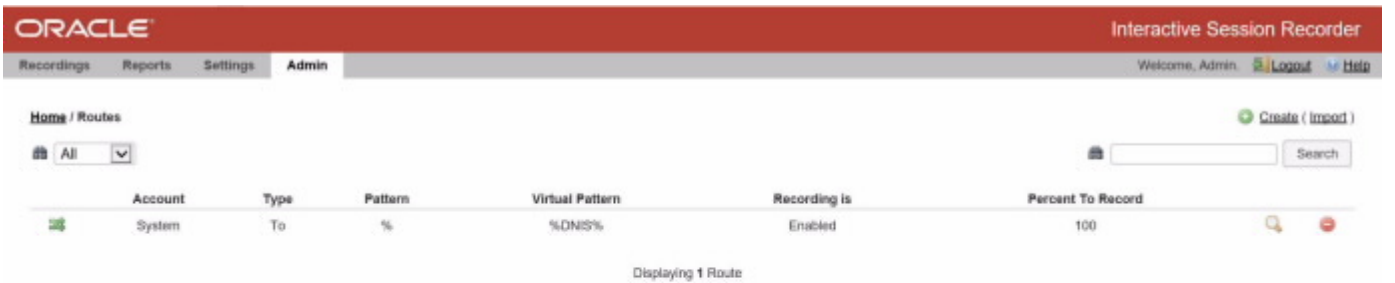 ORACLE Interactive Session Recorder
Recordings Reports Settings Admin Welcome, Admin. Logout Help
Home / Routes Create ( Import )
All Search
Account Type Pattern Virtual Pattern Recording is Percent To Record
System To % %DNIS% Enabled 100
Displaying 1 Route